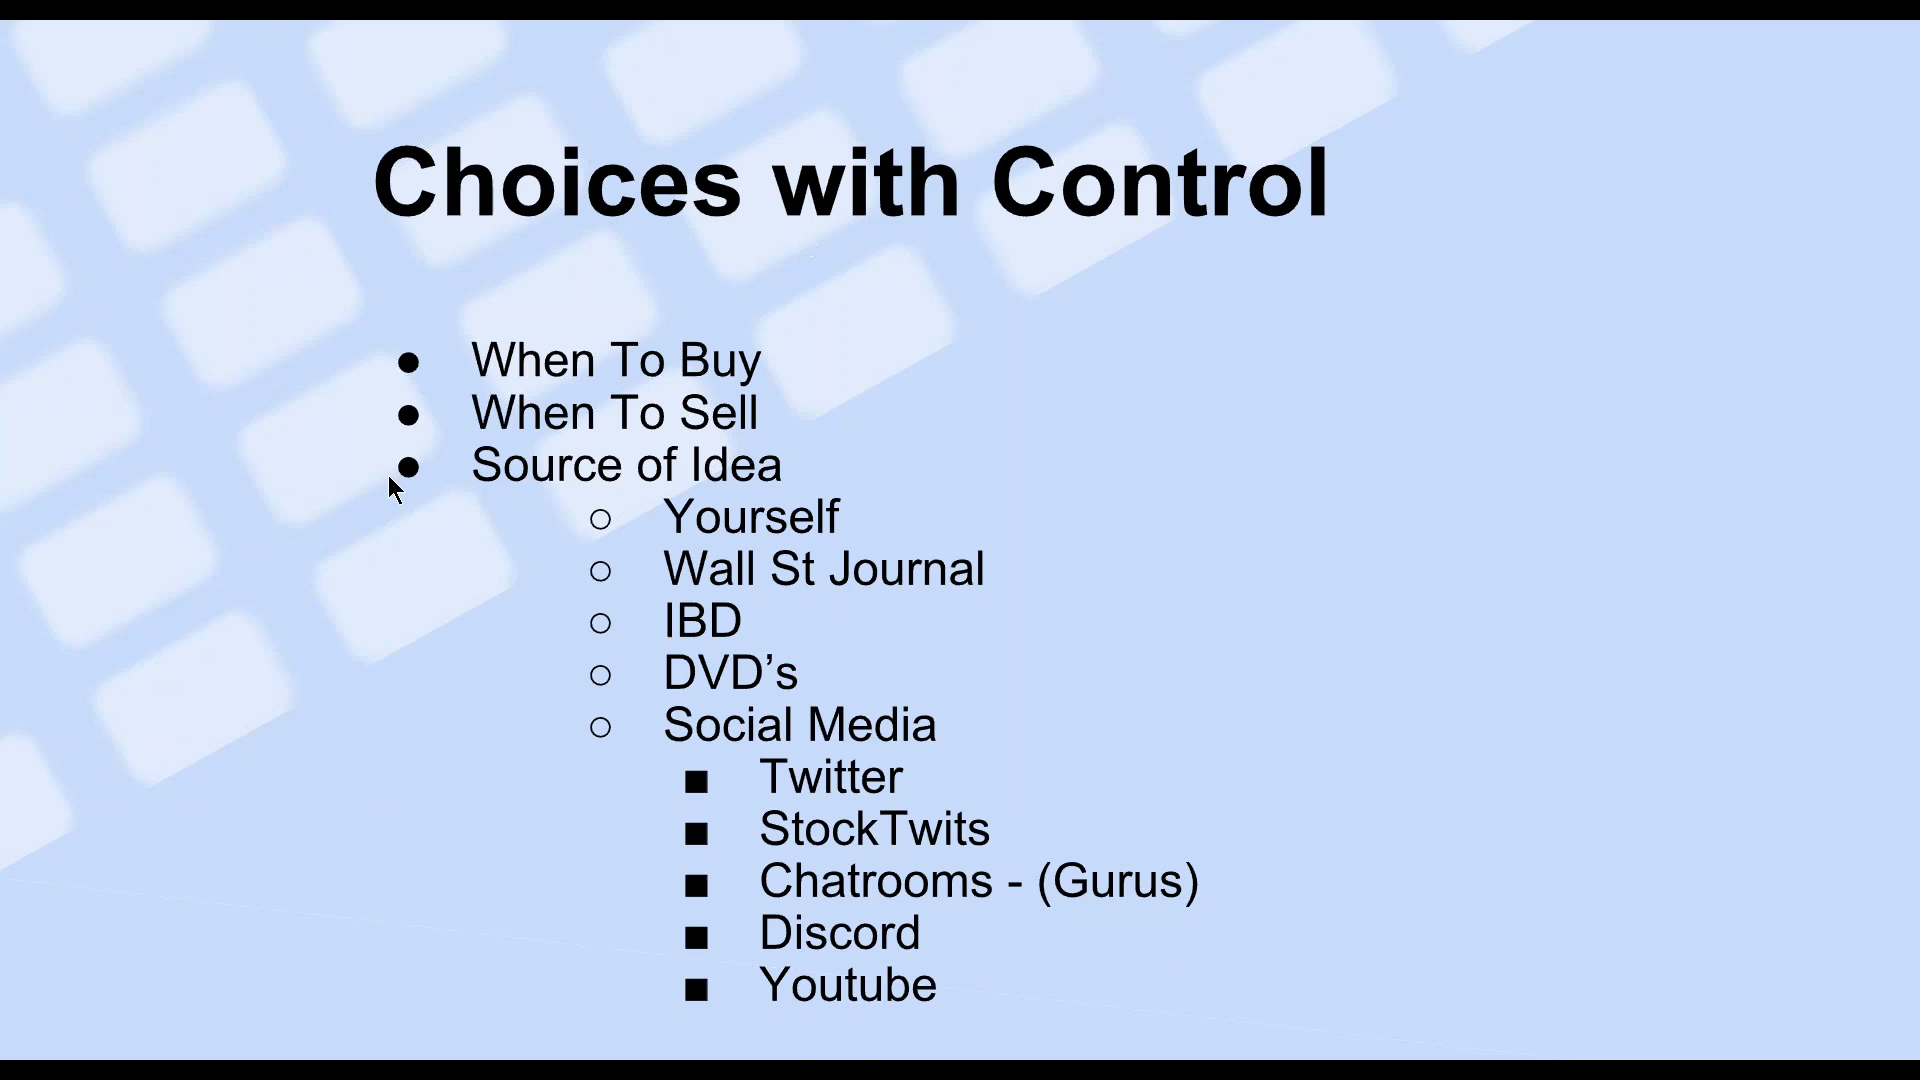 Choices with Control
● When To Buy
● When To Sell
● Source of Idea
○ Yourself
○ Wall St Journal
○ IBD
○ DVD’s
○ Social Media
■ Twitter
■ StockTwits
■ Chatrooms - (Gurus)
■ Discord
■ Youtube